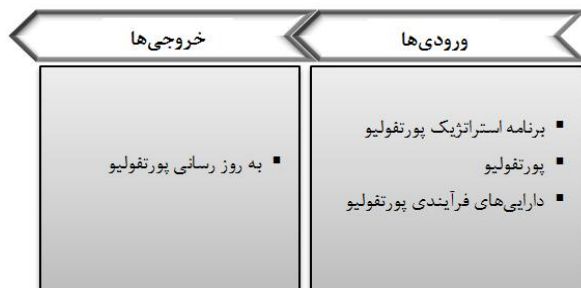 ورودی‌ها
برنامه استراتژیک پورتفولیو
پورتفولیو
دارایی‌های فرآیندی پورتفولیو
خروجی‌ها
به روز رسانی پورتفولیو